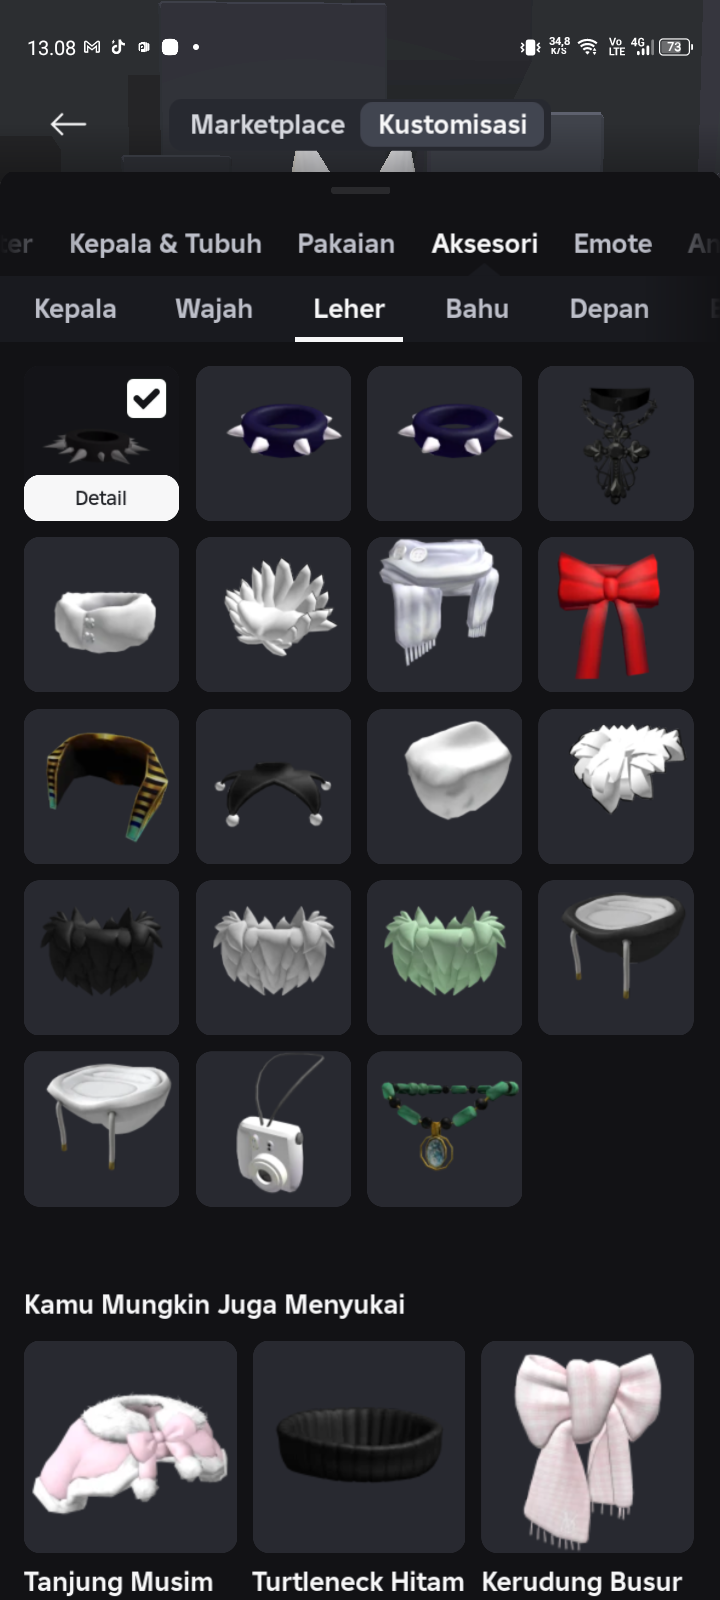 13.08 34,8 K/S Vo LTE 4G 73
Marketplace Kustomisasi
er Kepala & Tubuh Pakaian Aksesori Emote
Kepala Wajah Leher Bahu Depan
Detail
Kamu Mungkin Juga Menyukai
Tanjung Musim Turtleneck Hitam Kerudung Busur